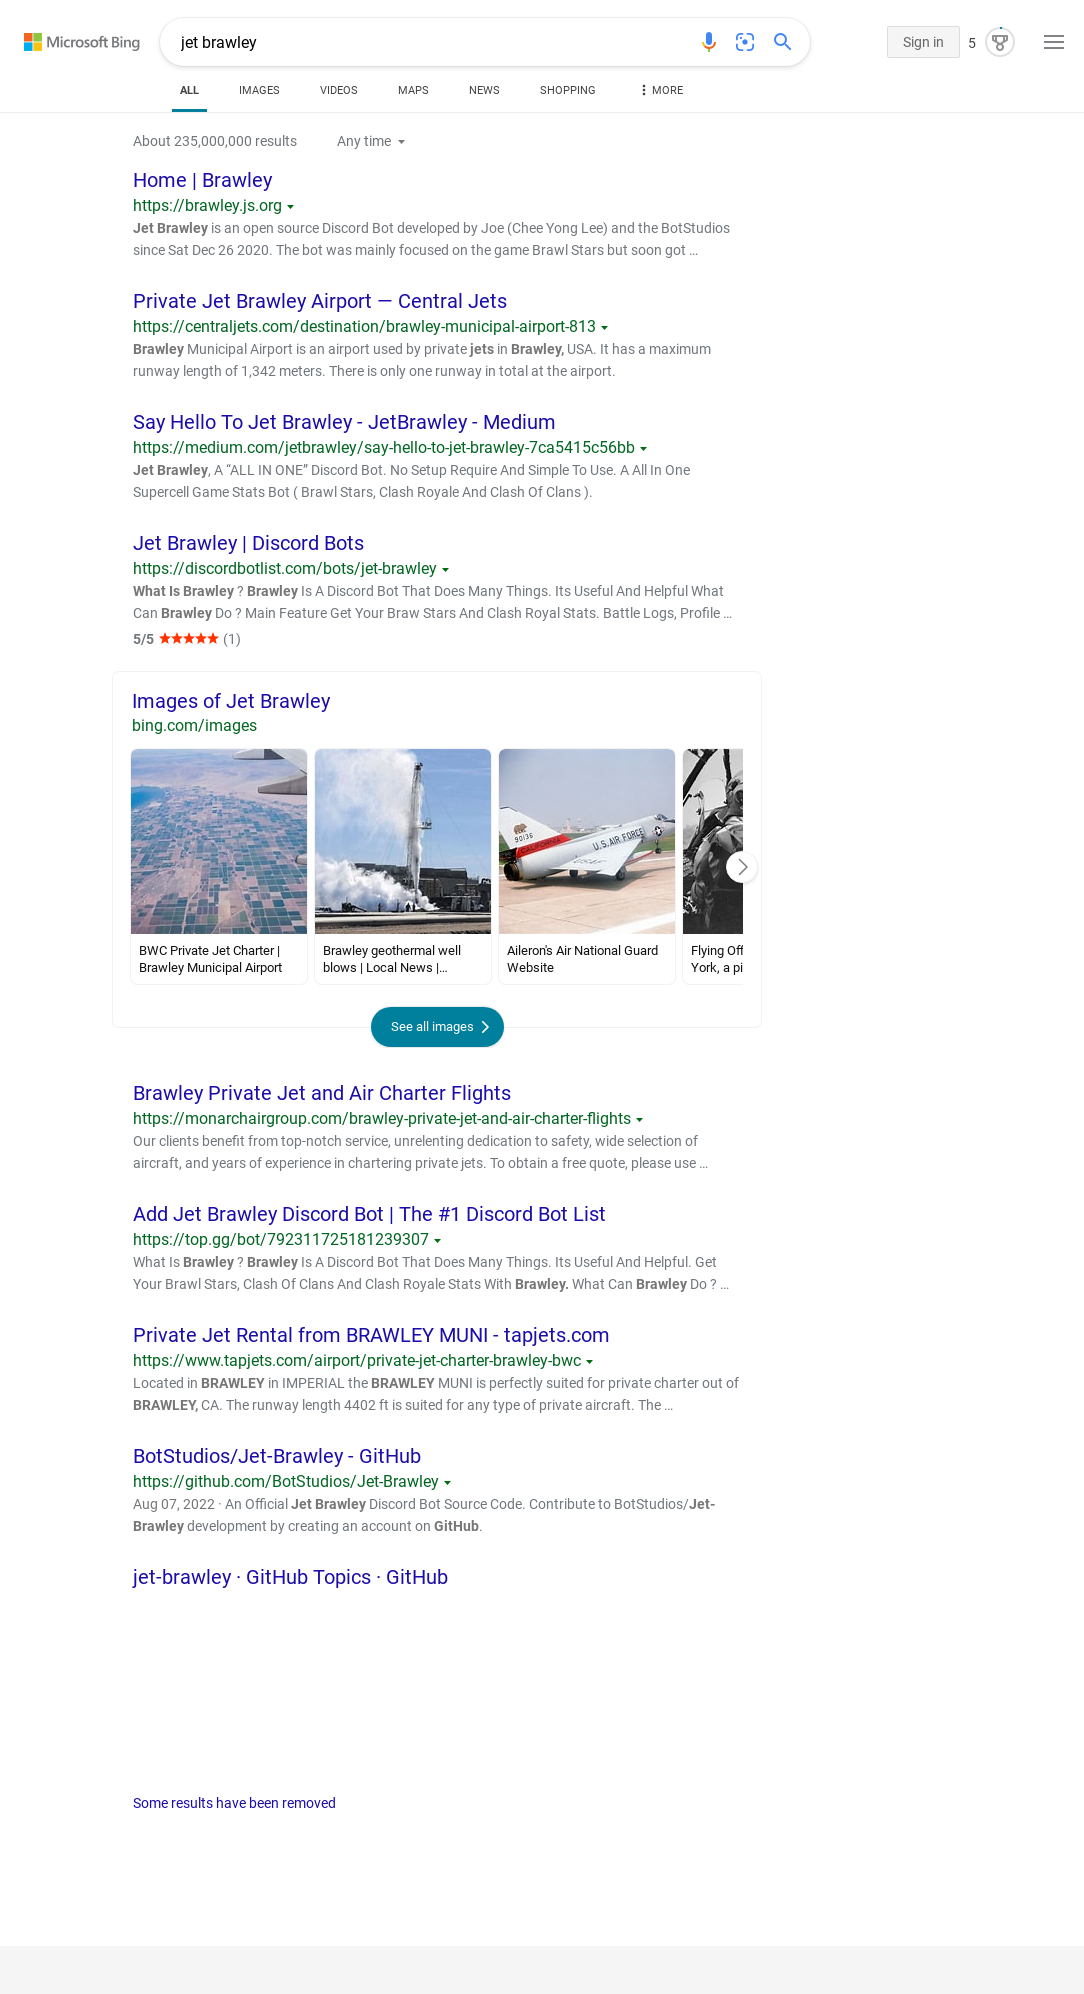 Microsoft Bing
jet brawley
Sign in
5
ALL
IMAGES
VIDEOS
MAPS
NEWS
SHOPPING
MORE
About 235,000,000 results
Any time
Home | Brawley
https://brawley.js.org
Jet Brawley is an open source Discord Bot developed by Joe (Chee Yong Lee) and the BotStudios
since Sat Dec 26 2020. The bot was mainly focused on the game Brawl Stars but soon got ...
Private Jet Brawley Airport — Central Jets
https://centraljets.com/destination/brawley-municipal-airport-813
Brawley Municipal Airport is an airport used by private jets in Brawley, USA. It has a maximum
runway length of 1,342 meters. There is only one runway in total at the airport.
Say Hello To Jet Brawley - JetBrawley - Medium
https://medium.com/jetbrawley/say-hello-to-jet-brawley-7ca5415c56bb
Jet Brawley, A “ALL IN ONE” Discord Bot. No Setup Require And Simple To Use. A All In One
Supercell Game Stats Bot ( Brawl Stars, Clash Royale And Clash Of Clans ).
Jet Brawley | Discord Bots
https://discordbotlist.com/bots/jet-brawley
What Is Brawley ? Brawley Is A Discord Bot That Does Many Things. Its Useful And Helpful What
Can Brawley Do ? Main Feature Get Your Braw Stars And Clash Royal Stats. Battle Logs, Profile ...
5/5 ★★★★★ (1)
Images of Jet Brawley
bing.com/images
90136
CALIFORNIA
U.S. AIR FORCE
BWC Private Jet Charter |
Brawley Municipal Airport
Brawley geothermal well
blows | Local News |...
Aileron's Air National Guard
Website
Flying Off
York, a pi
See all images
Brawley Private Jet and Air Charter Flights
https://monarchairgroup.com/brawley-private-jet-and-air-charter-flights
Our clients benefit from top-notch service, unrelenting dedication to safety, wide selection of
aircraft, and years of experience in chartering private jets. To obtain a free quote, please use ...
Add Jet Brawley Discord Bot | The #1 Discord Bot List
https://top.gg/bot/792311725181239307
What Is Brawley ? Brawley Is A Discord Bot That Does Many Things. Its Useful And Helpful. Get
Your Brawl Stars, Clash Of Clans And Clash Royale Stats With Brawley. What Can Brawley Do ? ...
Private Jet Rental from BRAWLEY MUNI - tapjets.com
https://www.tapjets.com/airport/private-jet-charter-brawley-bwc
Located in BRAWLEY in IMPERIAL the BRAWLEY MUNI is perfectly suited for private charter out of
BRAWLEY, CA. The runway length 4402 ft is suited for any type of private aircraft. The ...
BotStudios/Jet-Brawley - GitHub
https://github.com/BotStudios/Jet-Brawley
Aug 07, 2022 · An Official Jet Brawley Discord Bot Source Code. Contribute to BotStudios/Jet-
Brawley development by creating an account on GitHub.
jet-brawley · GitHub Topics · GitHub
Some results have been removed